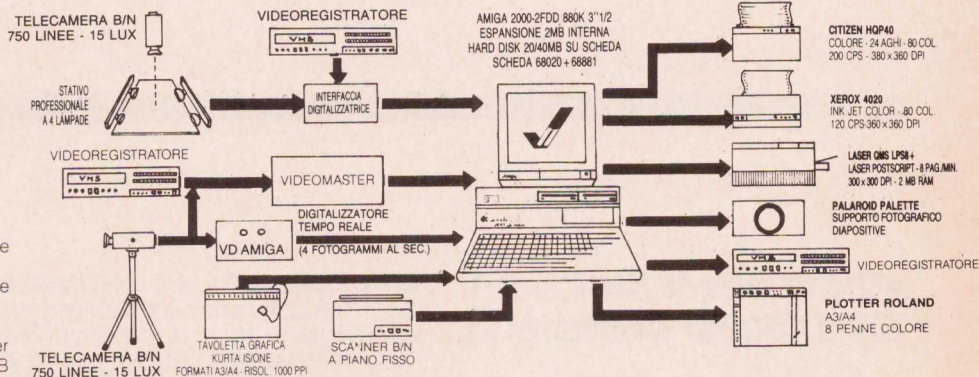 TELECAMERA B/N
750 LINEE - 15 LUX
STATIVO
PROFESSIONALE
A 4 LAMPADE
VIDEOREGISTRATORE
VHS
INTERFACCIA
DIGITALIZZATRICE
AMIGA 2000-2FDD 880K 3''1/2
ESPANSIONE 2MB INTERNA
HARD DISK 20/40MB SU SCHEDA
SCHEDA 68020 + 68881
CITIZEN HQP40
COLORE - 24 AGHI - 80 COL.
200 CPS - 380 x 360 DPI
XEROX 4020
INK JET COLOR - 80 COL.
120 CPS-360 x 360 DPI
LASER QMS LPS8 +
LASER POSTSCRIPT - 8 PAG./MIN.
300 x 300 DPI - 2 MB RAM
PALAROID PALETTE
SUPPORTO FOTOGRAFICO
DIAPOSITIVE
VHS
VIDEOREGISTRATORE
PLOTTER ROLAND
A3/A4
8 PENNE COLORE
VIDEOREGISTRATORE
VHS
VIDEOMASTER
VD AMIGA
DIGITALIZZATORE
TEMPO REALE
(4 FOTOGRAMMI AL SEC.)
TELECAMERA B/N
750 LINEE - 15 LUX
TAVOLETTA GRAFICA
KURTA IS/ONE
FORMATI A3/A4 - RISOL. 1000 PPI
SCANNER B/N
A PIANO FISSO